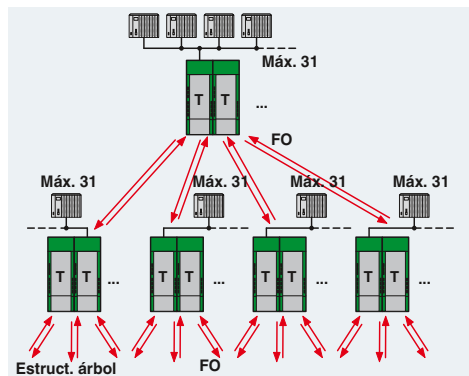 Máx. 31
T T ...
FO
Máx. 31 Máx. 31 Máx. 31 Máx. 31
T T ... T T ... T T ... T T ...
Estruct. árbol FO